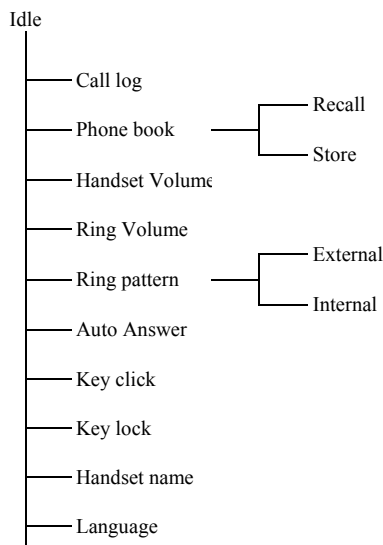 Idle
Call log
Phone book
Recall
Store
Handset Volume
Ring Volume
Ring pattern
External
Internal
Auto Answer
Key click
Key lock
Handset name
Language